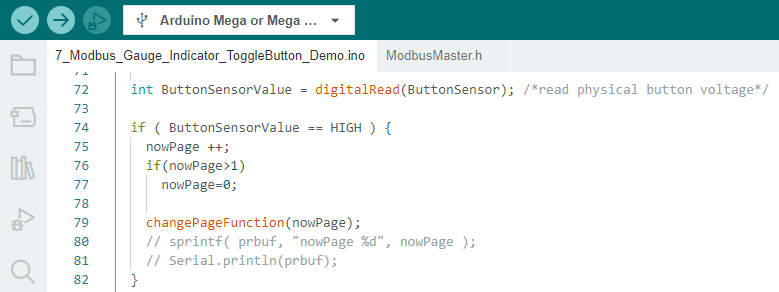 Arduino Mega or Mega ...
7_Modbus_Gauge_Indicator_ToggleButton_Demo.ino
ModbusMaster.h
71
72 int ButtonSensorValue = digitalRead(ButtonSensor); /*read physical button voltage*/
73
74 if ( ButtonSensorValue == HIGH ) {
75 nowPage ++;
76 if(nowPage>1)
77 nowPage=0;
78
79 changePageFunction(nowPage);
80 // sprintf( prbuf, "nowPage %d", nowPage );
81 // Serial.println(prbuf);
82 }